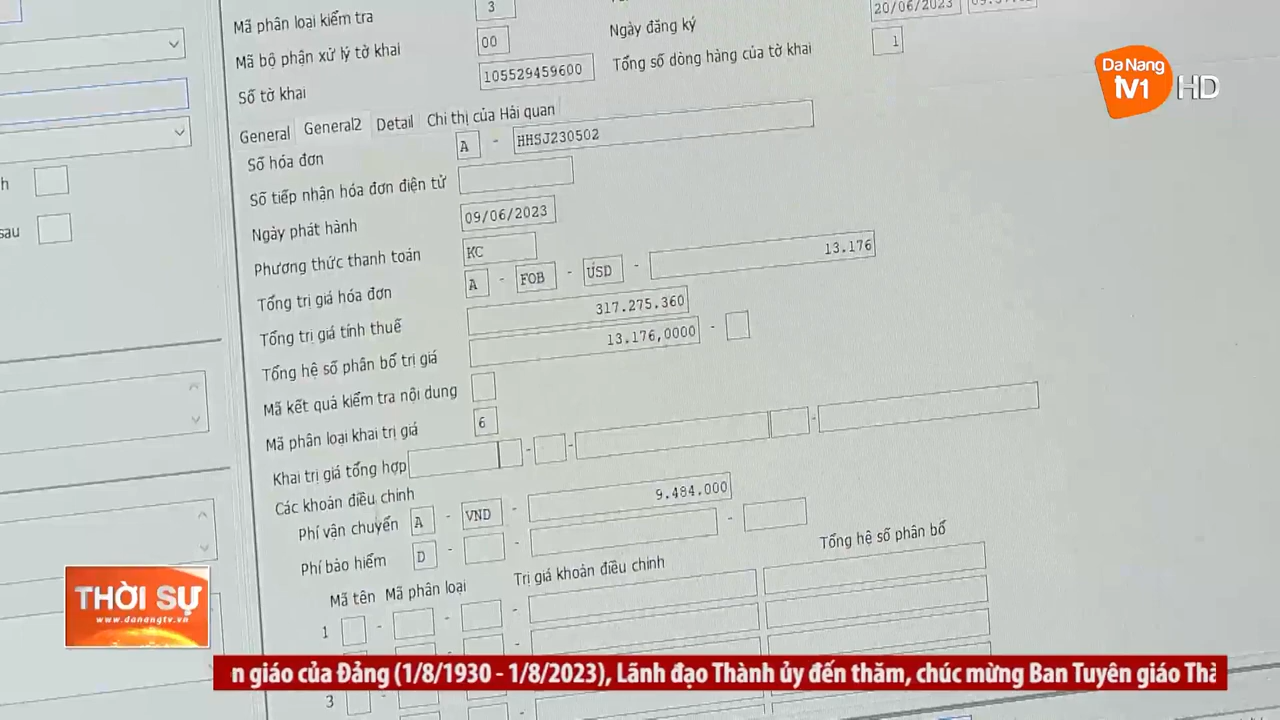 Mã phân loại kiểm tra 3
Mã bộ phận xử lý tờ khai 00 Ngày đăng ký 20/06/2023
Số tờ khai 105529459600 Tổng số dòng hàng của tờ khai 1
General General2 Detail Chỉ thị của Hải quan
Số hóa đơn A - HHSJ230502
Số tiếp nhận hóa đơn điện tử
Ngày phát hành 09/06/2023
Phương thức thanh toán KC
Tổng trị giá hóa đơn A - FOB - USD - 13.176
Tổng trị giá tính thuế 317.275.360
Tổng hệ số phân bổ trị giá 13.176,0000 -
Mã kết quả kiểm tra nội dung
Mã phân loại khai trị giá 6
Khai trị giá tổng hợp - - -
Các khoản điều chỉnh
Phí vận chuyển A - VND - 9.484.000
Phí bảo hiểm D - - -
Mã tên Mã phân loại Trị giá khoản điều chỉnh Tổng hệ số phân bổ
1 - - -
3
h
sau
Da Nang
TV1 HD
THỜI SỰ
www.danangtv.vn
n giáo của Đảng (1/8/1930 - 1/8/2023), Lãnh đạo Thành ủy đến thăm, chúc mừng Ban Tuyên giáo Thà